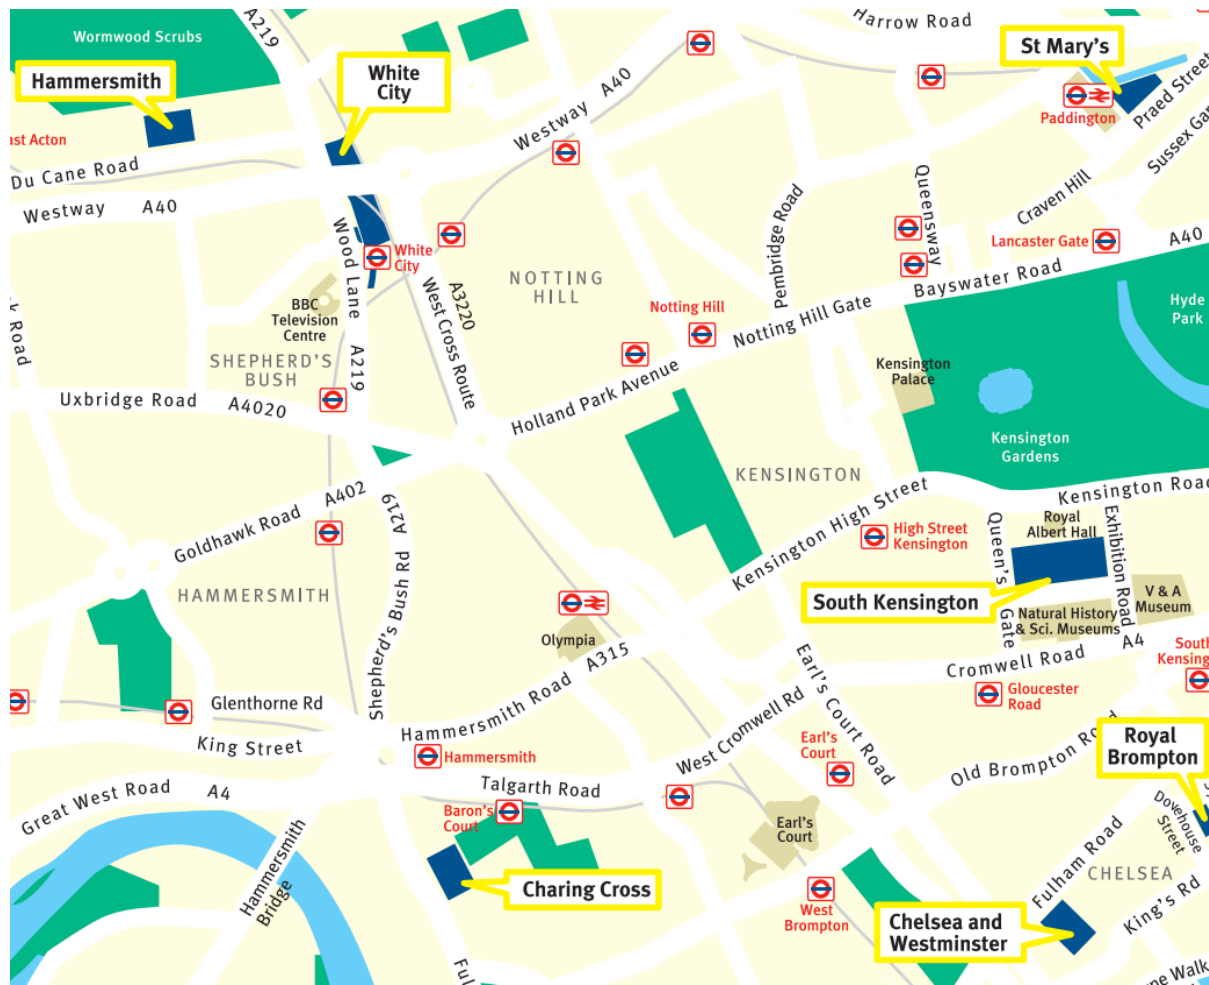 Wormwood Scrubs
A219
Harrow Road
Hammersmith
White
City
St Mary's
Westway A40
Paddington
Praed Street
Sussex Gar
ast Acton
Du Cane Road
Westway A40
Wood Lane
A219
White
City
West Cross Route
A3220
NOTTING
HILL
Pembridge Road
Queensway
Craven Hill
Lancaster Gate
A40
Bayswater Road
Hyde
Park
BBC
Television
Centre
Notting Hill
Notting Hill Gate
k Road
SHEPHERD'S
BUSH
Holland Park Avenue
Kensington
Palace
Uxbridge Road
A4020
Kensington
Gardens
KENSINGTON
Kensington High Street
Kensington Road
A402
Goldhawk Road
A219
Shepherd's Bush Rd
High Street
Kensington
Queen's
Gate
Royal
Albert Hall
Exhibition Road
HAMMERSMITH
South Kensington
V & A
Museum
Natural History
& Sci. Museums
Olympia
A315
Hammersmith Road
A4
Cromwell Road
South
Kensing
Earl's Court Road
Gloucester
Road
Glenthorne Rd
King Street
Hammersmith
West Cromwell Rd
Earl's
Court
Old Brompton Road
Royal
Brompton
Great West Road A4
Talgarth Road
Baron's
Court
Earl's
Court
Dovehouse
Street
Hammersmith
Bridge
Charing Cross
West
Brompton
Fulham Road
CHELSEA
King's Rd
Chelsea and
Westminster
Ful
ne Walk